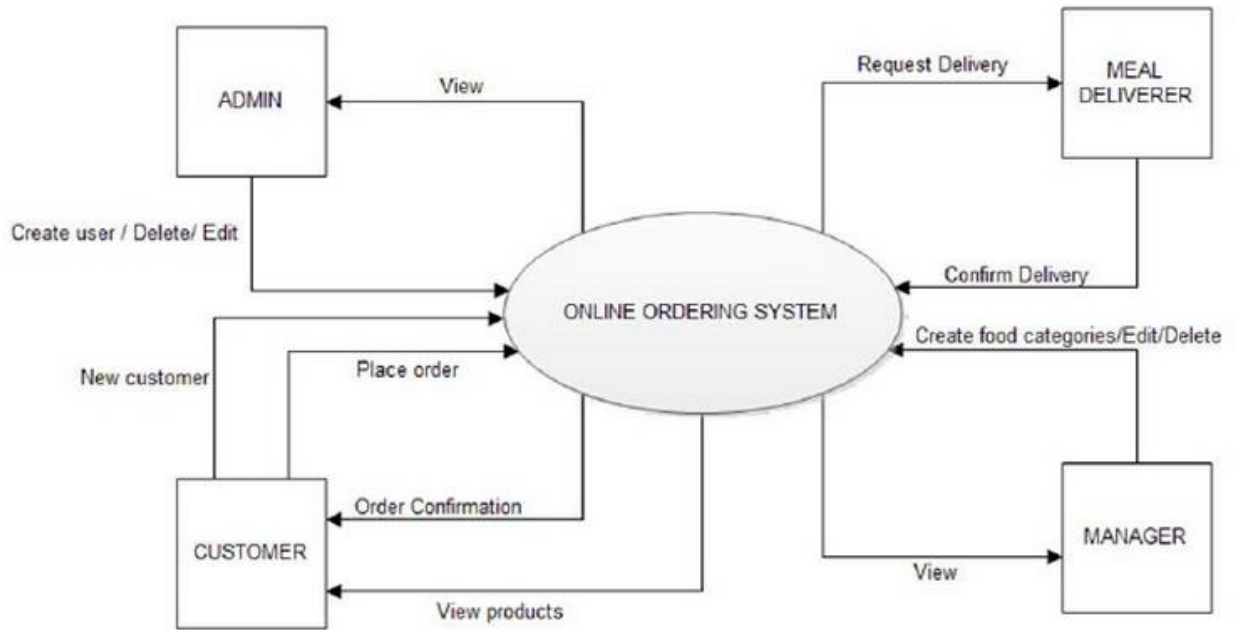 Request Delivery
MEAL
DELIVERER
View
ADMIN
Create user / Delete/ Edit
Confirm Delivery
ONLINE ORDERING SYSTEM
Create food categories/Edit/Delete
New customer
Place order
Order Confirmation
CUSTOMER
MANAGER
View
View products